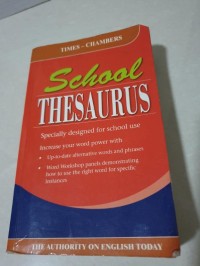 TIMES – CHAMBERS
School
THESAURUS
Specially designed for school use
Increase your word power with
• Up-to-date alternative words and phrases
• Word Workshop panels demonstrating
how to use the right word for specific
instances
THE AUTHORITY ON ENGLISH TODAY